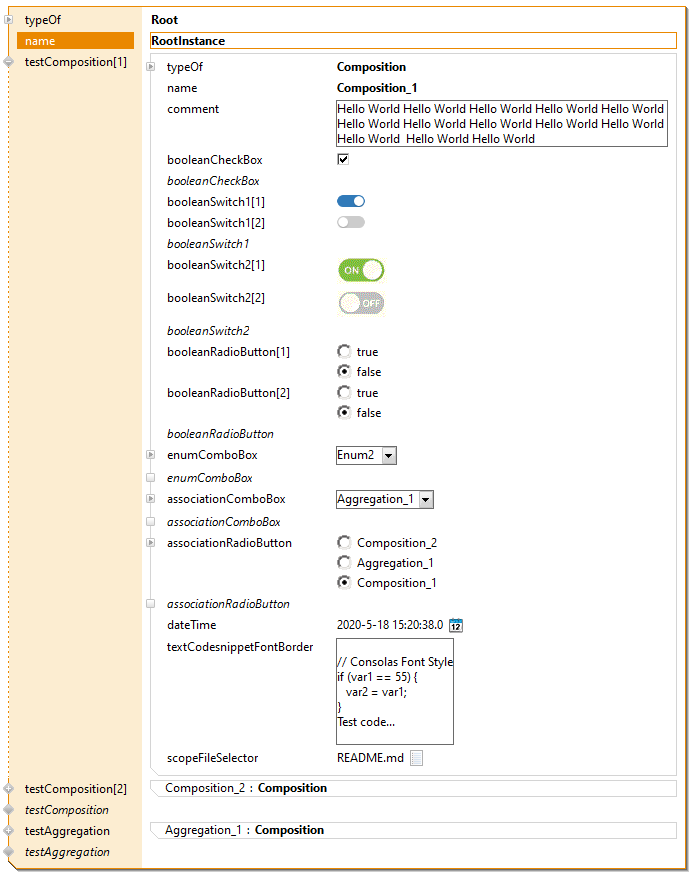 typeOf Root
name RootInstance
testComposition[1]
typeOf Composition
name Composition_1
comment Hello World Hello World Hello World Hello World Hello World
Hello World Hello World Hello World Hello World Hello World
Hello World  Hello World Hello World
booleanCheckBox
booleanCheckBox
booleanSwitch1[1]
booleanSwitch1[2]
booleanSwitch1
booleanSwitch2[1] ON
booleanSwitch2[2] OFF
booleanSwitch2
booleanRadioButton[1] true
false
booleanRadioButton[2] true
false
booleanRadioButton
enumComboBox Enum2
enumComboBox
associationComboBox Aggregation_1
associationComboBox
associationRadioButton Composition_2
Aggregation_1
Composition_1
associationRadioButton
dateTime 2020-5-18 15:20:38.0 12
textCodesnippetFontBorder
// Consolas Font Style
if (var1 == 55) {
var2 = var1;
}
Test code...
scopeFileSelector README.md
testComposition[2] Composition_2 : Composition
testComposition
testAggregation Aggregation_1 : Composition
testAggregation